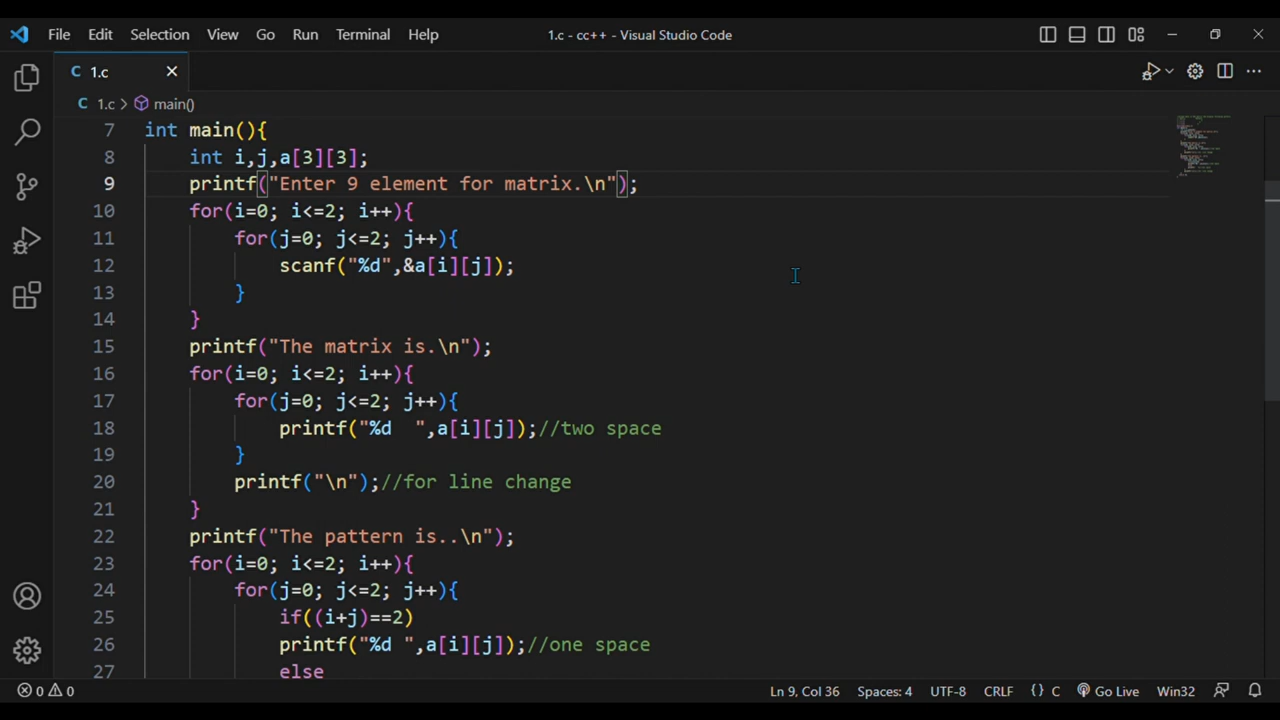 File Edit Selection View Go Run Terminal Help 1.c - cc++ - Visual Studio Code
C 1.c
C 1.c > main()
7 int main(){
8 int i,j,a[3][3];
9 printf("Enter 9 element for matrix.\n");
10 for(i=0; i<=2; i++){
11 for(j=0; j<=2; j++){
12 scanf("%d",&a[i][j]);
13 }
14 }
15 printf("The matrix is.\n");
16 for(i=0; i<=2; i++){
17 for(j=0; j<=2; j++){
18 printf("%d  ",a[i][j]);//two space
19 }
20 printf("\n");//for line change
21 }
22 printf("The pattern is..\n");
23 for(i=0; i<=2; i++){
24 for(j=0; j<=2; j++){
25 if((i+j)==2)
26 printf("%d ",a[i][j]);//one space
27 else
0 0 Ln 9, Col 36 Spaces: 4 UTF-8 CRLF {} C Go Live Win32